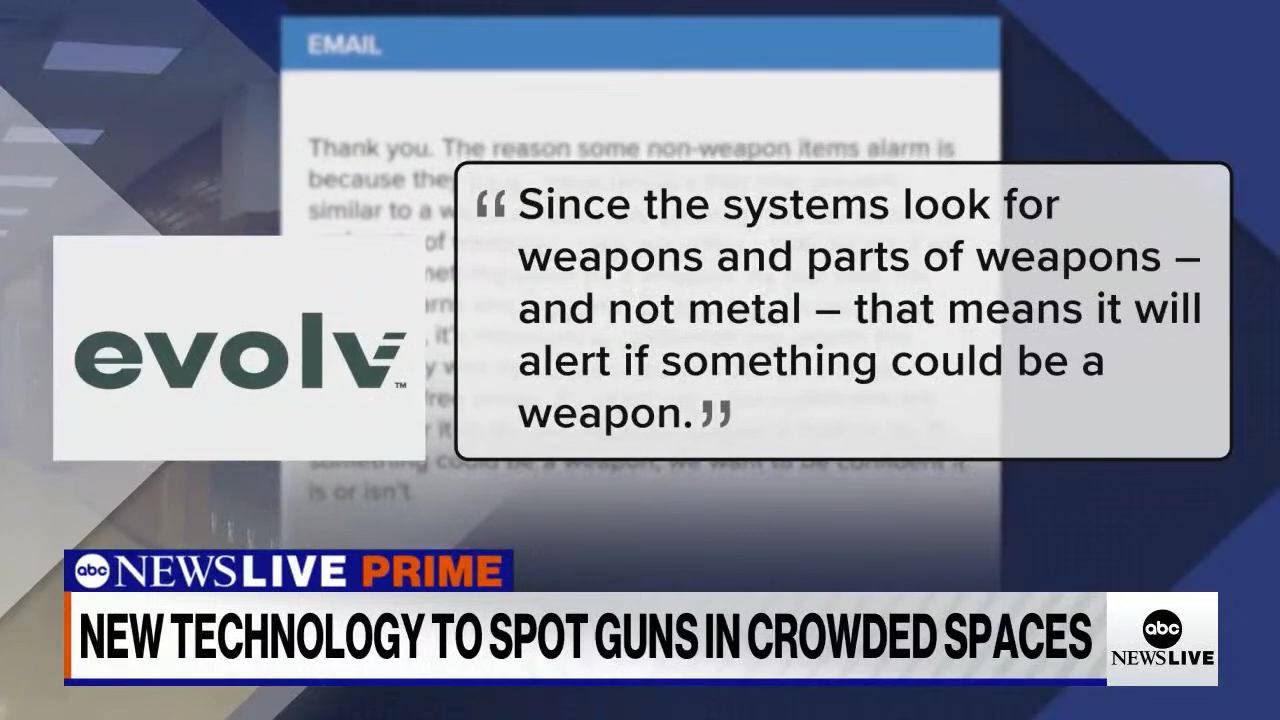 EMAIL
Thank you. The reason some non-weapon items alarm is
because they
similar to a w
of
“ Since the systems look for
weapons and parts of weapons –
and not metal – that means it will
alert if something could be a
weapon. ”
evolv™
something could be a weapon, we want to be confident it
is or isn't
abc NEWS LIVE PRIME
NEW TECHNOLOGY TO SPOT GUNS IN CROWDED SPACES
abc
NEWS LIVE